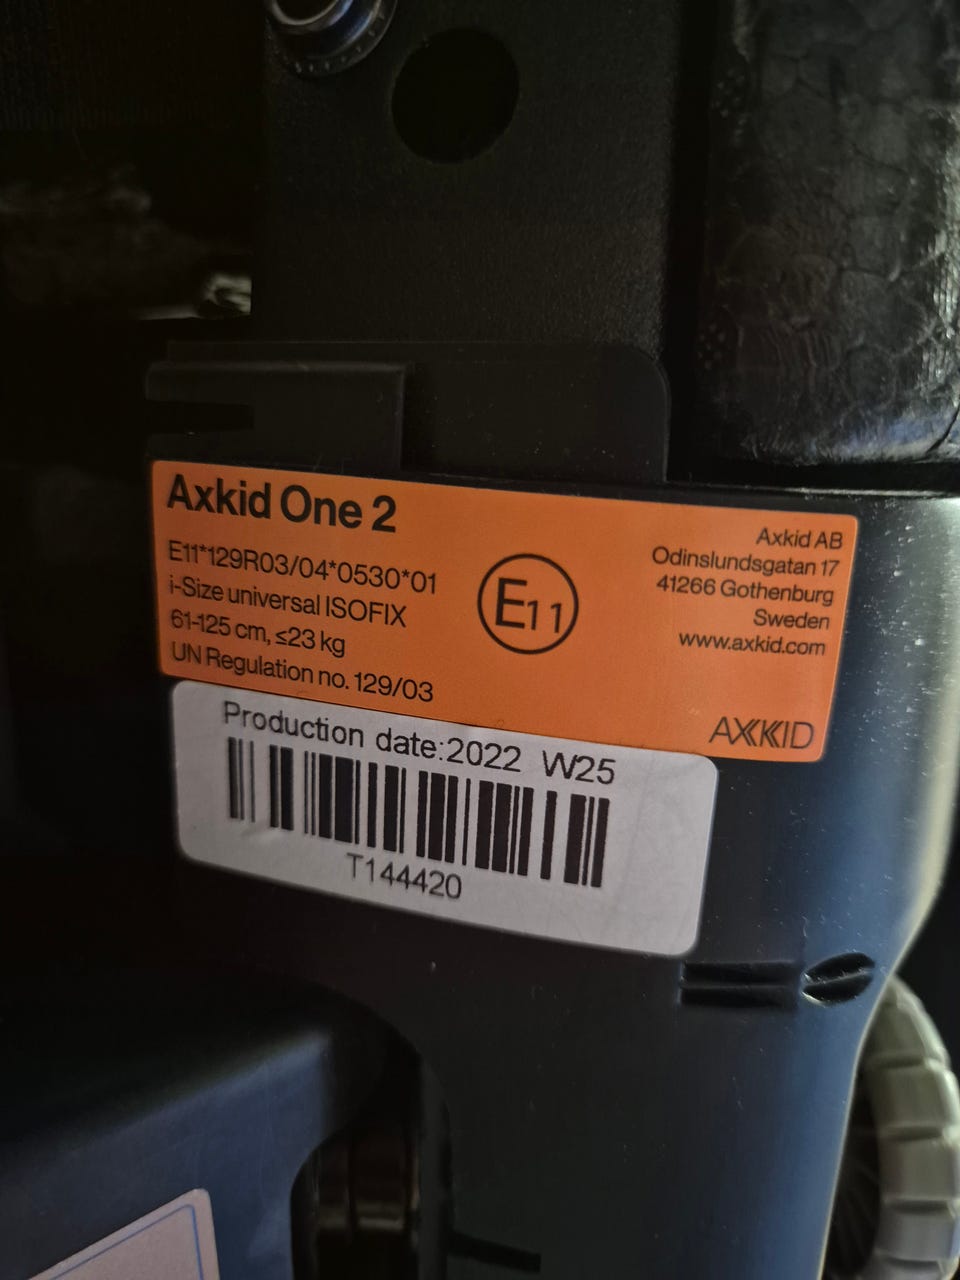 Axkid One 2
E11*129R03/04*0530*01
i-Size universal ISOFIX
61-125 cm, ≤23 kg
UN Regulation no. 129/03
E11
Axkid AB
Odinslundsgatan 17
41266 Gothenburg
Sweden
www.axkid.com
AXKID
Production date:2022 W25
T144420